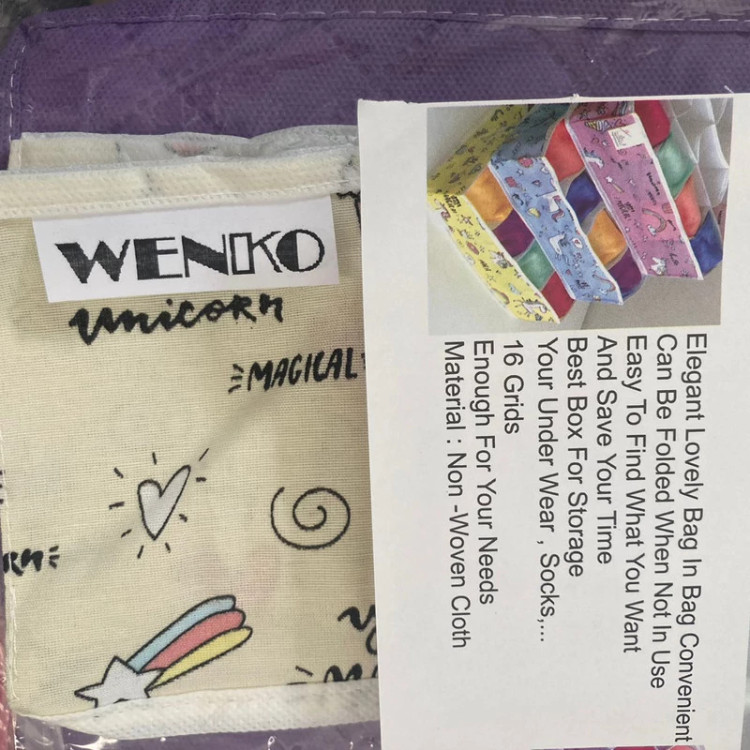 WENKO
unicorn
MAGICAL
Elegant Lovely Bag In Bag Convenient
Can Be Folded When Not In Use
Easy To Find What You Want
And Save Your Time
Best Box For Storage
Your Under Wear , Socks,...
16 Grids
Enough For Your Needs
Material : Non -Woven Cloth